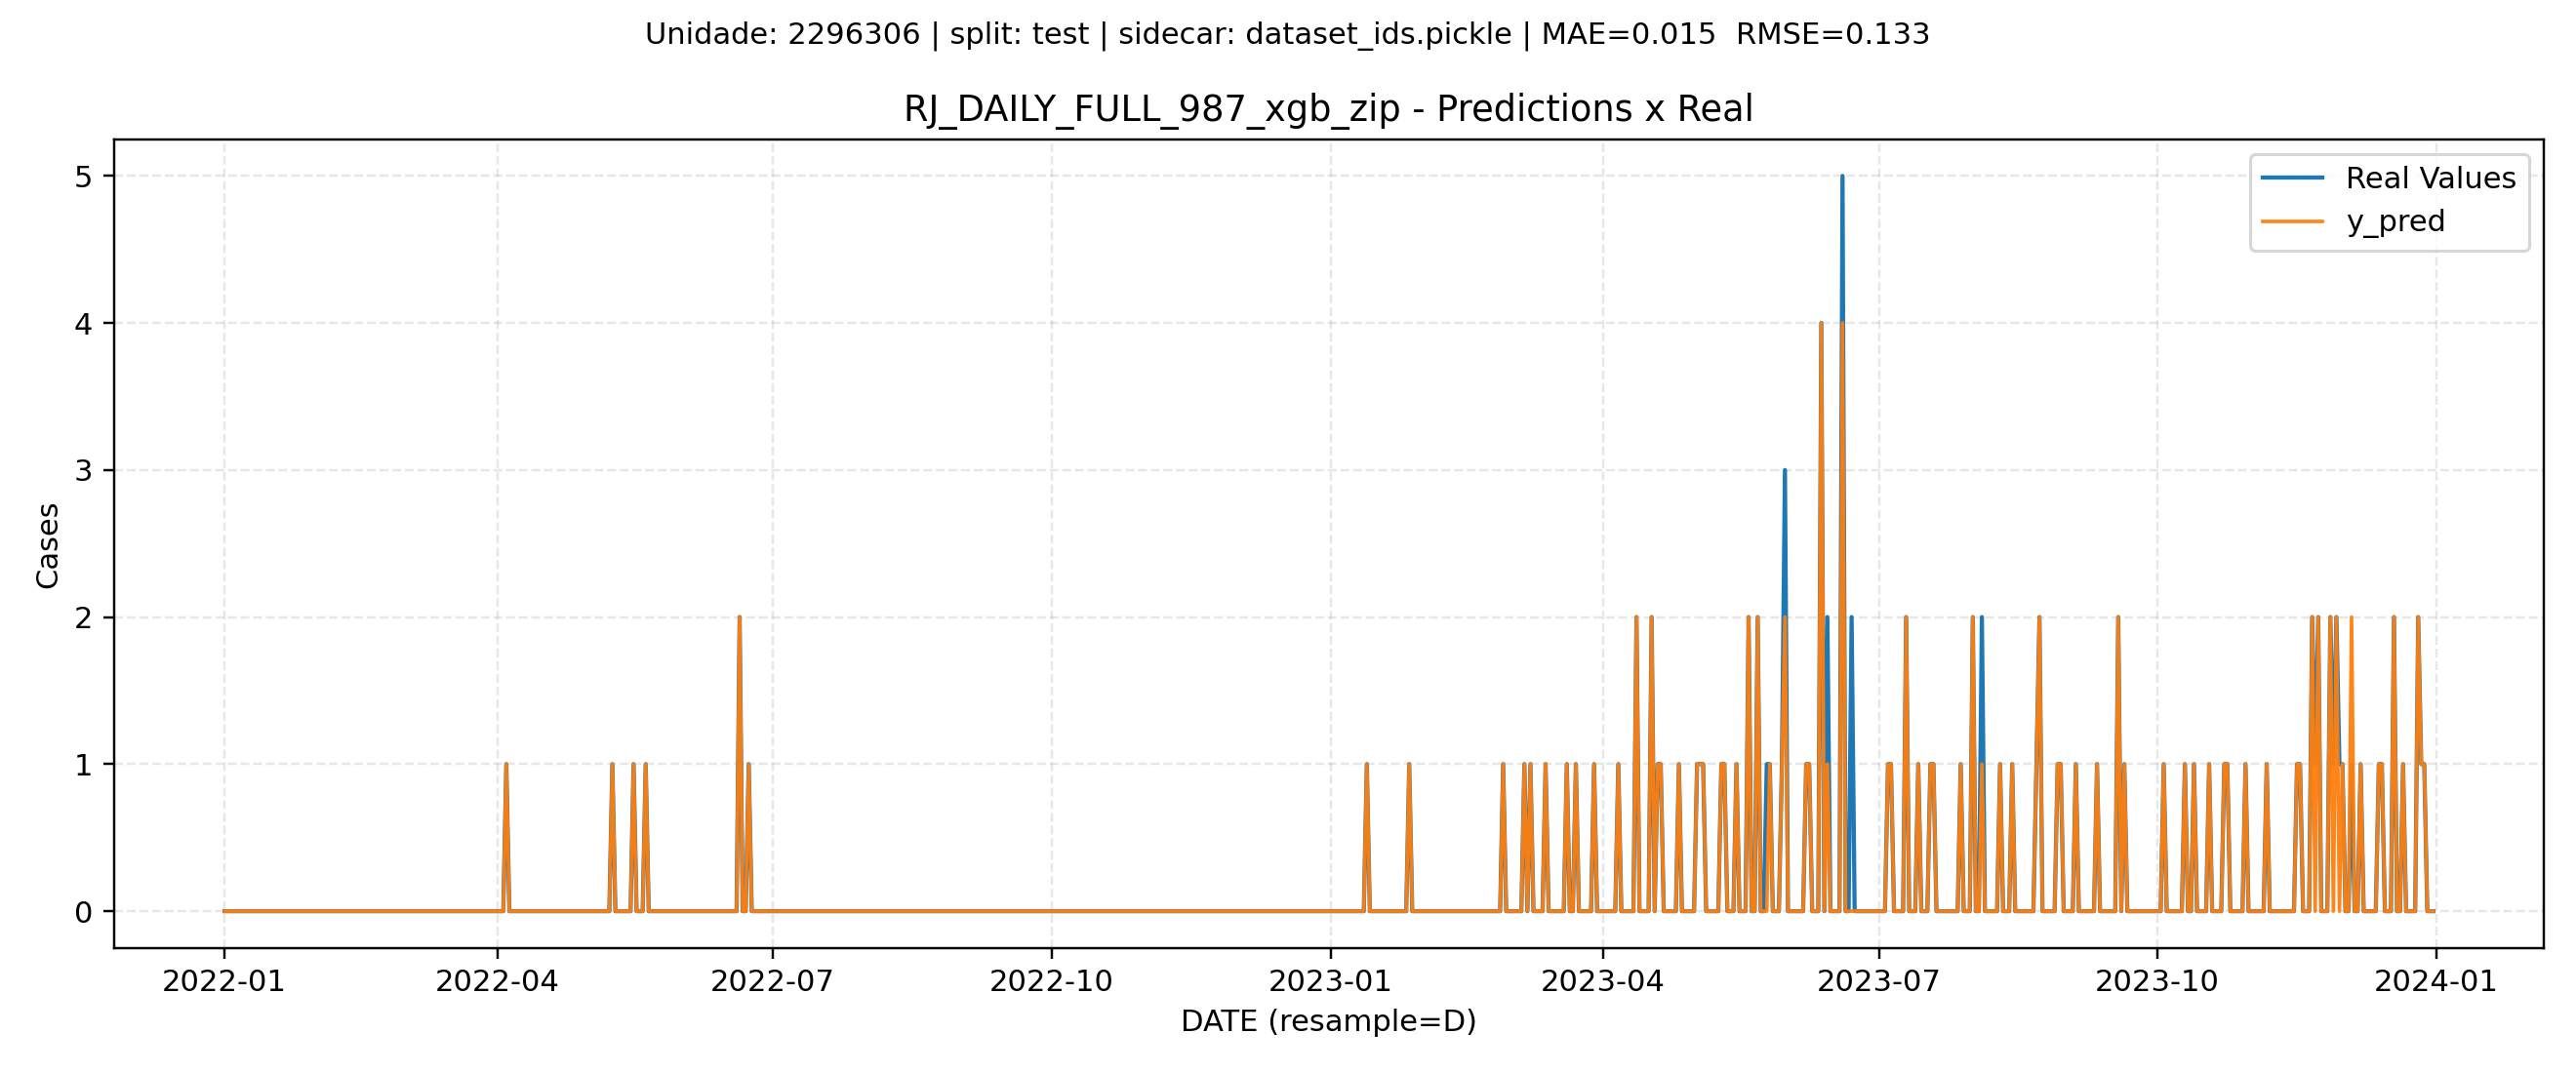 Unidade: 2296306 | split: test | sidecar: dataset_ids.pickle | MAE=0.015  RMSE=0.133
RJ_DAILY_FULL_987_xgb_zip - Predictions x Real
Real Values
y_pred
5
4
3
2
1
0
Cases
2022-01
2022-04
2022-07
2022-10
2023-01
2023-04
2023-07
2023-10
2024-01
DATE (resample=D)